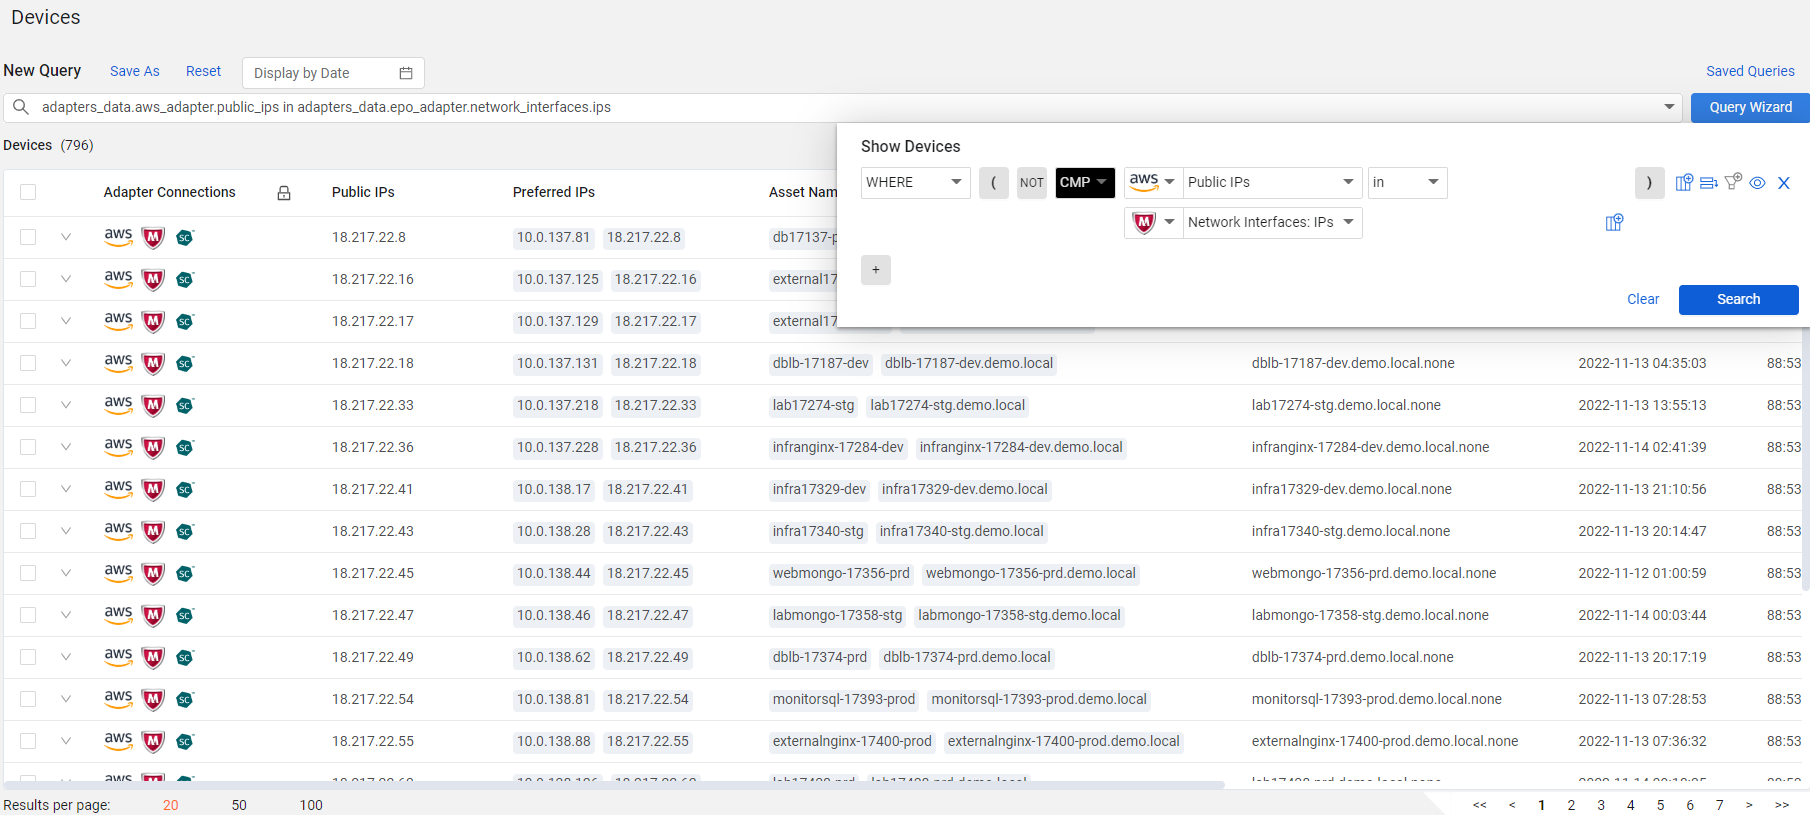 Devices
New Query Save As Reset Display by Date Saved Queries
adapters_data.aws_adapter.public_ips in adapters_data.epo_adapter.network_interfaces.ips Query Wizard
Devices (796)
Show Devices
WHERE ( NOT CMP aws Public IPs in ) X
M Network Interfaces: IPs
+
Clear Search
Adapter Connections Public IPs Preferred IPs Asset Nam
aws M SC 18.217.22.8 10.0.137.81 18.217.22.8 db17137-p
aws M SC 18.217.22.16 10.0.137.125 18.217.22.16 external17
aws M SC 18.217.22.17 10.0.137.129 18.217.22.17 external17
aws M SC 18.217.22.18 10.0.137.131 18.217.22.18 dblb-17187-dev dblb-17187-dev.demo.local dblb-17187-dev.demo.local.none 2022-11-13 04:35:03 88:53
aws M SC 18.217.22.33 10.0.137.218 18.217.22.33 lab17274-stg lab17274-stg.demo.local lab17274-stg.demo.local.none 2022-11-13 13:55:13 88:53
aws M SC 18.217.22.36 10.0.137.228 18.217.22.36 infranginx-17284-dev infranginx-17284-dev.demo.local infranginx-17284-dev.demo.local.none 2022-11-14 02:41:39 88:53
aws M SC 18.217.22.41 10.0.138.17 18.217.22.41 infra17329-dev infra17329-dev.demo.local infra17329-dev.demo.local.none 2022-11-13 21:10:56 88:53
aws M SC 18.217.22.43 10.0.138.28 18.217.22.43 infra17340-stg infra17340-stg.demo.local infra17340-stg.demo.local.none 2022-11-13 20:14:47 88:53
aws M SC 18.217.22.45 10.0.138.44 18.217.22.45 webmongo-17356-prd webmongo-17356-prd.demo.local webmongo-17356-prd.demo.local.none 2022-11-12 01:00:59 88:53
aws M SC 18.217.22.47 10.0.138.46 18.217.22.47 labmongo-17358-stg labmongo-17358-stg.demo.local labmongo-17358-stg.demo.local.none 2022-11-14 00:03:44 88:53
aws M SC 18.217.22.49 10.0.138.62 18.217.22.49 dblb-17374-prd dblb-17374-prd.demo.local dblb-17374-prd.demo.local.none 2022-11-13 20:17:19 88:53
aws M SC 18.217.22.54 10.0.138.81 18.217.22.54 monitorsql-17393-prod monitorsql-17393-prod.demo.local monitorsql-17393-prod.demo.local.none 2022-11-13 07:28:53 88:53
aws M SC 18.217.22.55 10.0.138.88 18.217.22.55 externalnginx-17400-prod externalnginx-17400-prod.demo.local externalnginx-17400-prod.demo.local.none 2022-11-13 07:36:32 88:53
aws
Results per page: 20 50 100 << < 1 2 3 4 5 6 7 > >>